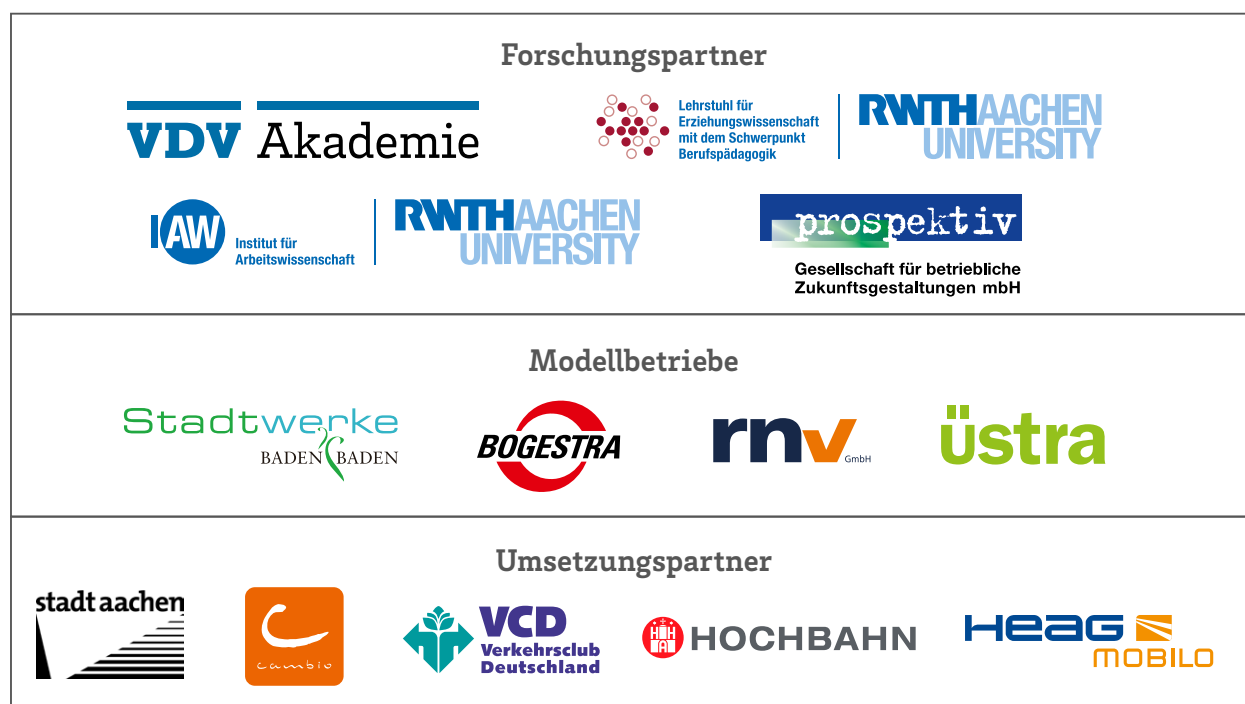 Forschungspartner
VDV Akademie
Lehrstuhl für
Erziehungswissenschaft
mit dem Schwerpunkt
Berufspädagogik
RWTHAACHEN
UNIVERSITY
IAW
Institut für
Arbeitswissenschaft
RWTHAACHEN
UNIVERSITY
prospektiv
Gesellschaft für betriebliche
Zukunftsgestaltungen mbH
Modellbetriebe
Stadtwerke
BADEN BADEN
BOGESTRA
rnv
GmbH
üstra
Umsetzungspartner
stadt aachen
cambio
VCD
Verkehrsclub
Deutschland
HOCHBAHN
HEAG
MOBILO